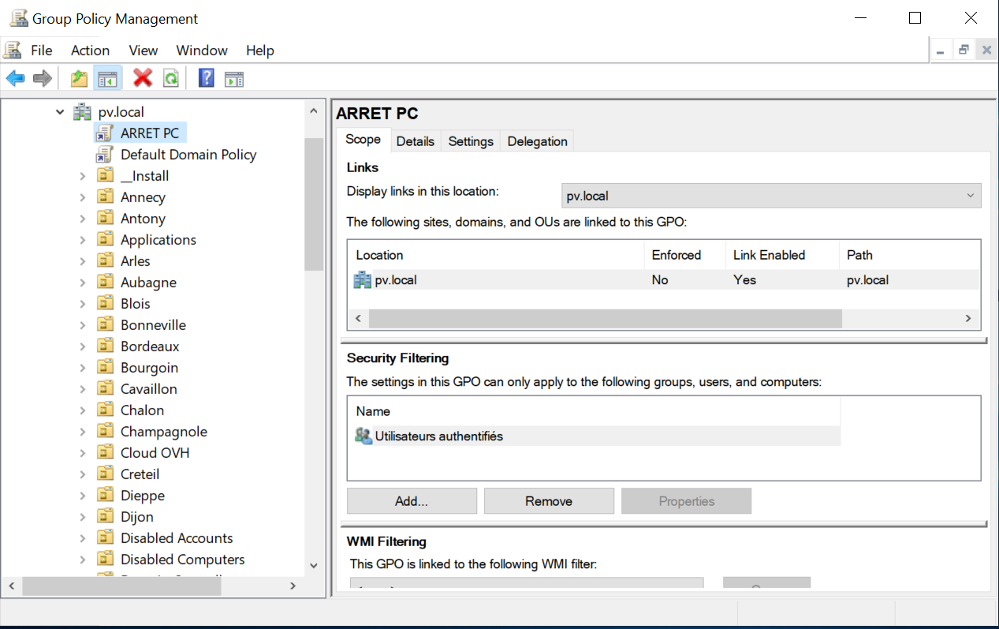 Group Policy Management
File Action View Window Help
pv.local
ARRET PC
Default Domain Policy
__Install
Annecy
Antony
Applications
Arles
Aubagne
Blois
Bonneville
Bordeaux
Bourgoin
Cavaillon
Chalon
Champagnole
Cloud OVH
Creteil
Dieppe
Dijon
Disabled Accounts
Disabled Computers
ARRET PC
Scope Details Settings Delegation
Links
Display links in this location: pv.local
The following sites, domains, and OUs are linked to this GPO:
Location Enforced Link Enabled Path
pv.local No Yes pv.local
Security Filtering
The settings in this GPO can only apply to the following groups, users, and computers:
Name
Utilisateurs authentifiés
Add... Remove Properties
WMI Filtering
This GPO is linked to the following WMI filter: